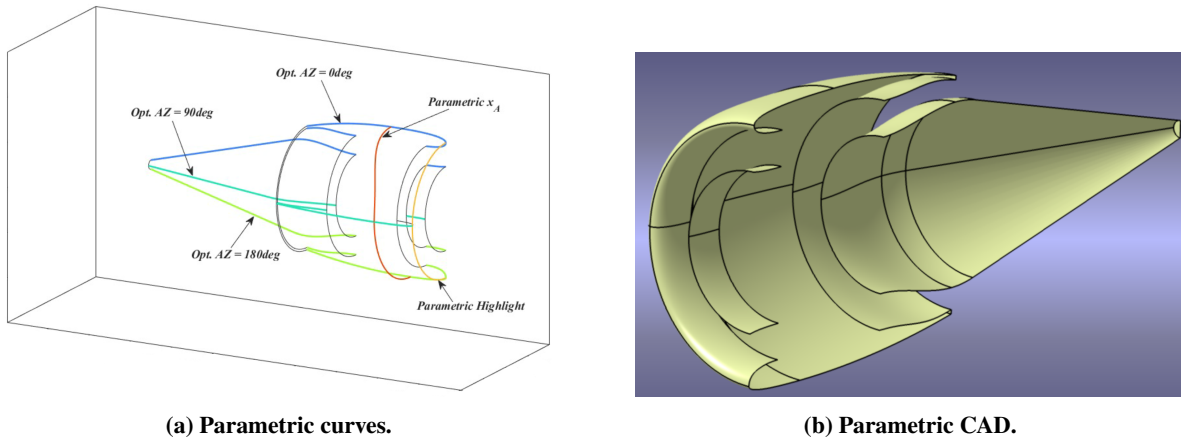 Opt. AZ = 0deg
Opt. AZ = 90deg
Parametric x_A
Opt. AZ = 180deg
Parametric Highlight
(a) Parametric curves.
(b) Parametric CAD.